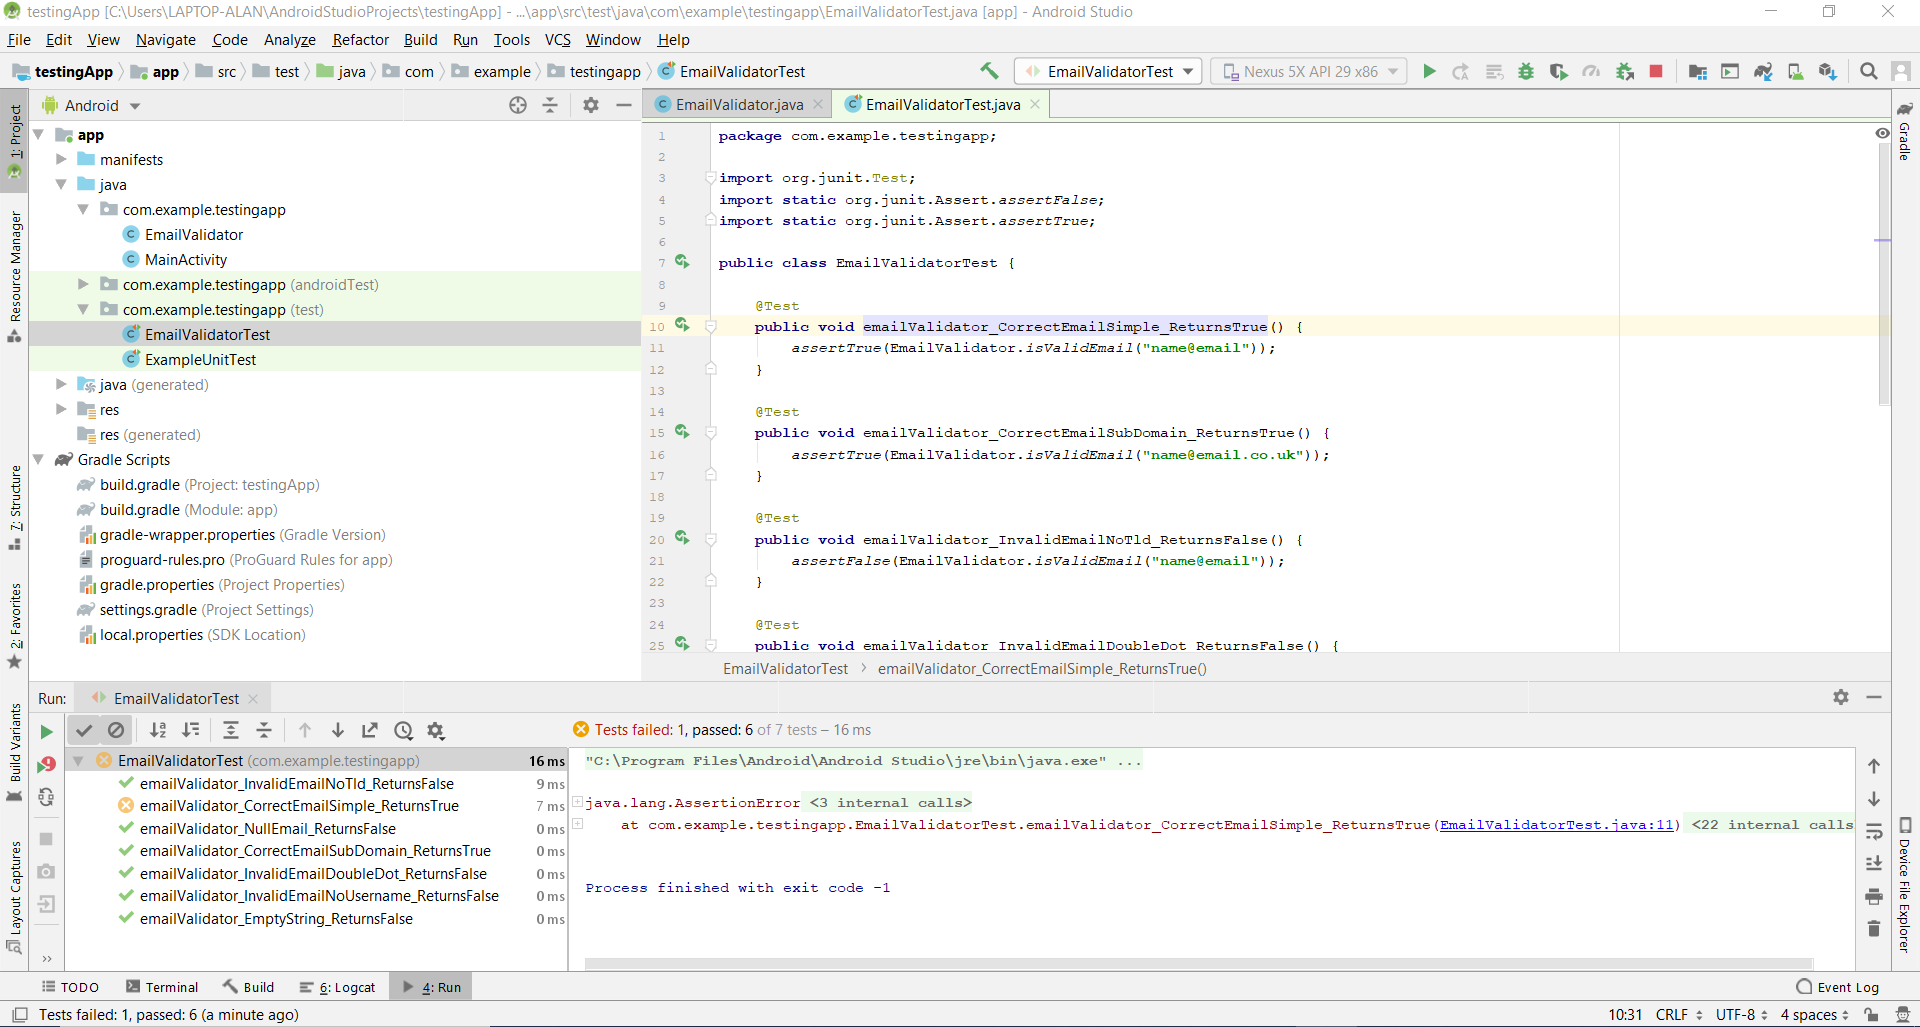 testingApp [C:\Users\LAPTOP-ALAN\AndroidStudioProjects\testingApp] - ...\app\src\test\java\com\example\testingapp\EmailValidatorTest.java [app] - Android Studio
File Edit View Navigate Code Analyze Refactor Build Run Tools VCS Window Help
testingApp app src test java com example testingapp EmailValidatorTest EmailValidatorTest Nexus 5X API 29 x86
1: Project
Resource Manager
7: Structure
2: Favorites
Build Variants
Layout Captures
Android
app
manifests
java
com.example.testingapp
EmailValidator
MainActivity
com.example.testingapp (androidTest)
com.example.testingapp (test)
EmailValidatorTest
ExampleUnitTest
java (generated)
res
res (generated)
Gradle Scripts
build.gradle (Project: testingApp)
build.gradle (Module: app)
gradle-wrapper.properties (Gradle Version)
proguard-rules.pro (ProGuard Rules for app)
gradle.properties (Project Properties)
settings.gradle (Project Settings)
local.properties (SDK Location)
EmailValidator.java EmailValidatorTest.java
1 package com.example.testingapp;
2
3 import org.junit.Test;
4 import static org.junit.Assert.assertFalse;
5 import static org.junit.Assert.assertTrue;
6
7 public class EmailValidatorTest {
8
9 @Test
10 public void emailValidator_CorrectEmailSimple_ReturnsTrue() {
11 assertTrue(EmailValidator.isValidEmail("name@email"));
12 }
13
14 @Test
15 public void emailValidator_CorrectEmailSubDomain_ReturnsTrue() {
16 assertTrue(EmailValidator.isValidEmail("name@email.co.uk"));
17 }
18
19 @Test
20 public void emailValidator_InvalidEmailNoTld_ReturnsFalse() {
21 assertFalse(EmailValidator.isValidEmail("name@email"));
22 }
23
24 @Test
25 public void emailValidator_InvalidEmailDoubleDot_ReturnsFalse() {
EmailValidatorTest > emailValidator_CorrectEmailSimple_ReturnsTrue()
Gradle
Device File Explorer
Run: EmailValidatorTest
Tests failed: 1, passed: 6 of 7 tests – 16 ms
EmailValidatorTest (com.example.testingapp) 16 ms
emailValidator_InvalidEmailNoTld_ReturnsFalse 9 ms
emailValidator_CorrectEmailSimple_ReturnsTrue 7 ms
emailValidator_NullEmail_ReturnsFalse 0 ms
emailValidator_CorrectEmailSubDomain_ReturnsTrue 0 ms
emailValidator_InvalidEmailDoubleDot_ReturnsFalse 0 ms
emailValidator_InvalidEmailNoUsername_ReturnsFalse 0 ms
emailValidator_EmptyString_ReturnsFalse 0 ms
"C:\Program Files\Android\Android Studio\jre\bin\java.exe" ...
java.lang.AssertionError <3 internal calls>
at com.example.testingapp.EmailValidatorTest.emailValidator_CorrectEmailSimple_ReturnsTrue(EmailValidatorTest.java:11) <22 internal calls
Process finished with exit code -1
TODO Terminal Build 6: Logcat 4: Run Event Log
Tests failed: 1, passed: 6 (a minute ago) 10:31 CRLF UTF-8 4 spaces